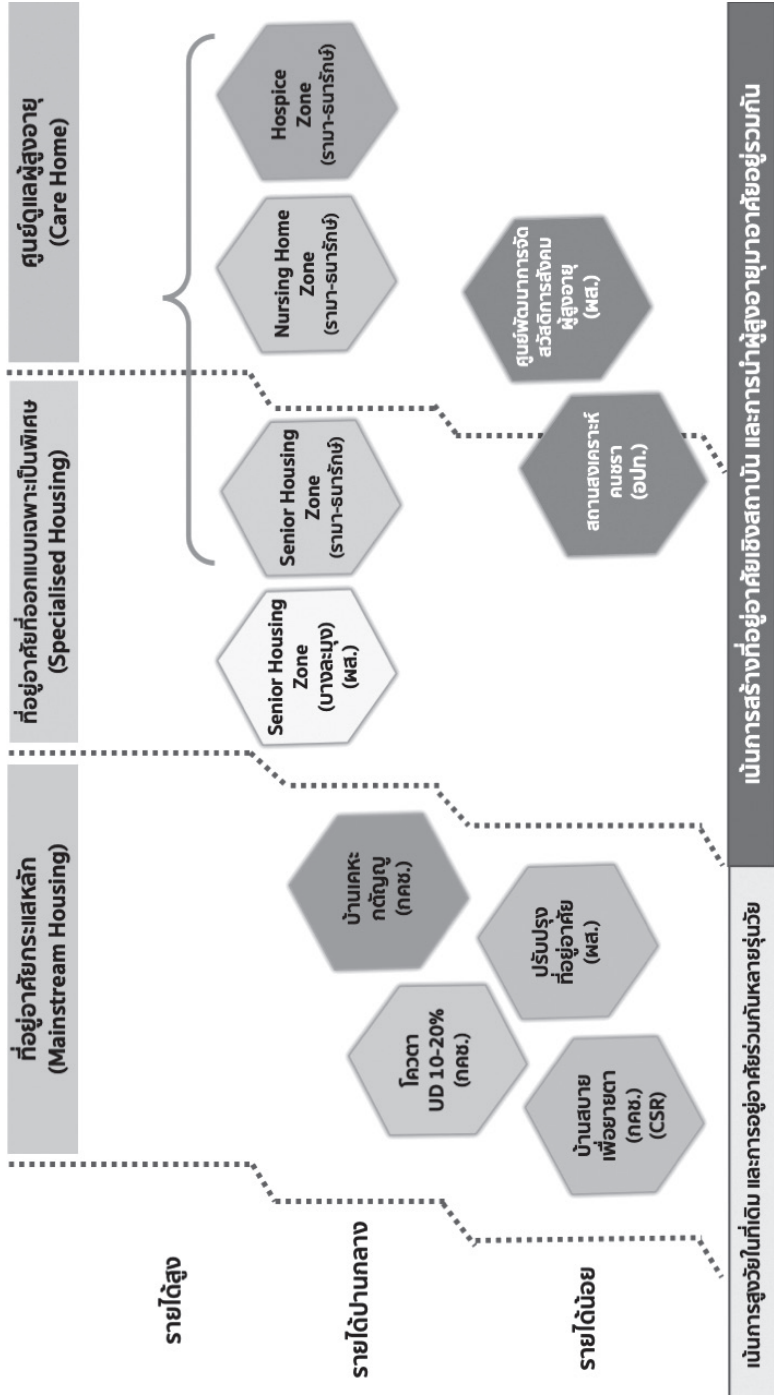 ที่อยู่อาศัยกระแสหลัก
(Mainstream Housing)
ที่อยู่อาศัยที่ออกแบบเฉพาะเป็นพิเศษ
(Specialised Housing)
ศูนย์ดูแลผู้สูงอายุ
(Care Home)
รายได้สูง
รายได้ปานกลาง
รายได้น้อย
Senior Housing
Zone
(บางละมุง)
(ผส.)
Senior Housing
Zone
(รามา-ธนารักษ์)
Nursing Home
Zone
(รามา-ธนารักษ์)
Hospice
Zone
(รามา-ธนารักษ์)
โควตา
UD 10-20%
(กคช.)
บ้านเคหะ
กตัญญู
(กคช.)
บ้านสบาย
เพื่อยายตา
(กคช.)
(CSR)
ปรับปรุง
ที่อยู่อาศัย
(ผส.)
สถานสงเคราะห์
คนชรา
(อปท.)
ศูนย์พัฒนาการจัด
สวัสดิการสังคม
ผู้สูงอายุ
(ผส.)
เน้นการสูงวัยในที่เดิม และการอยู่อาศัยร่วมกันหลายรุ่นวัย
เน้นการสร้างที่อยู่อาศัยเชิงสถาบัน และการนำผู้สูงอายุมาอาศัยอยู่รวมกัน